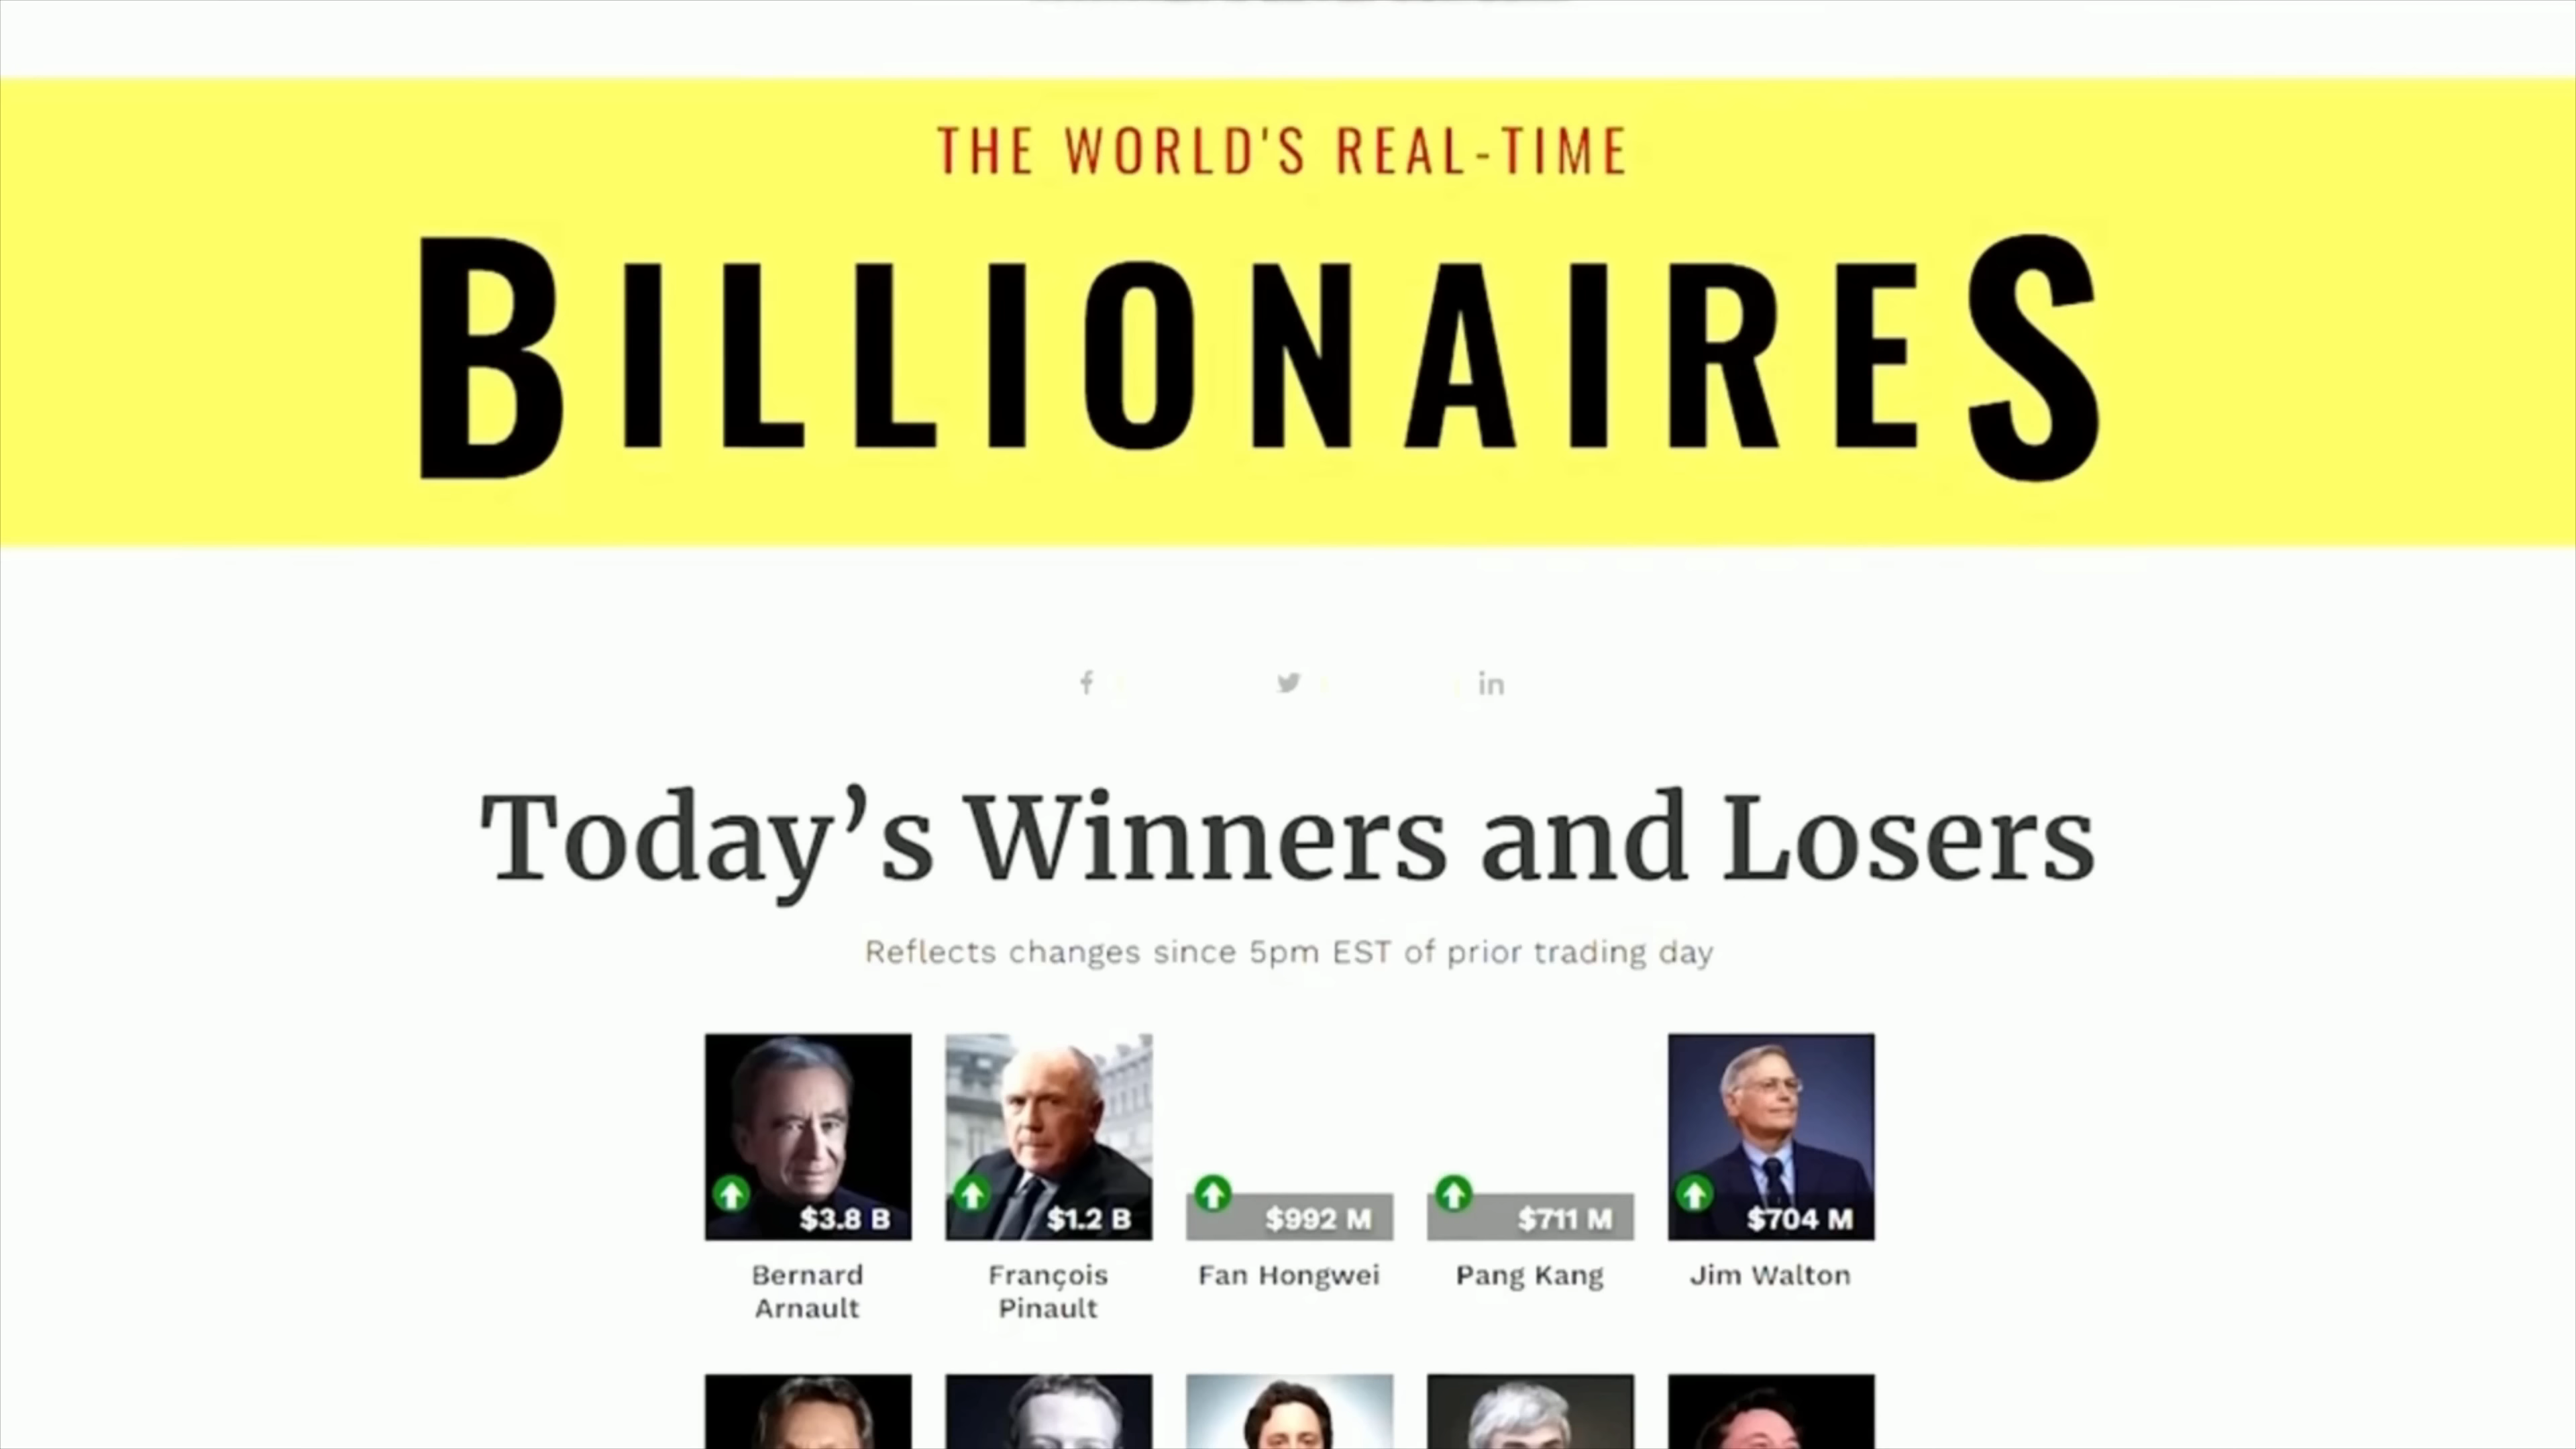 THE WORLD'S REAL-TIME
BILLIONAIRES
f
in
Today’s Winners and Losers
Reflects changes since 5pm EST of prior trading day
$3.8 B
$1.2 B
$992 M
$711 M
$704 M
Bernard
Arnault
François
Pinault
Fan Hongwei
Pang Kang
Jim Walton